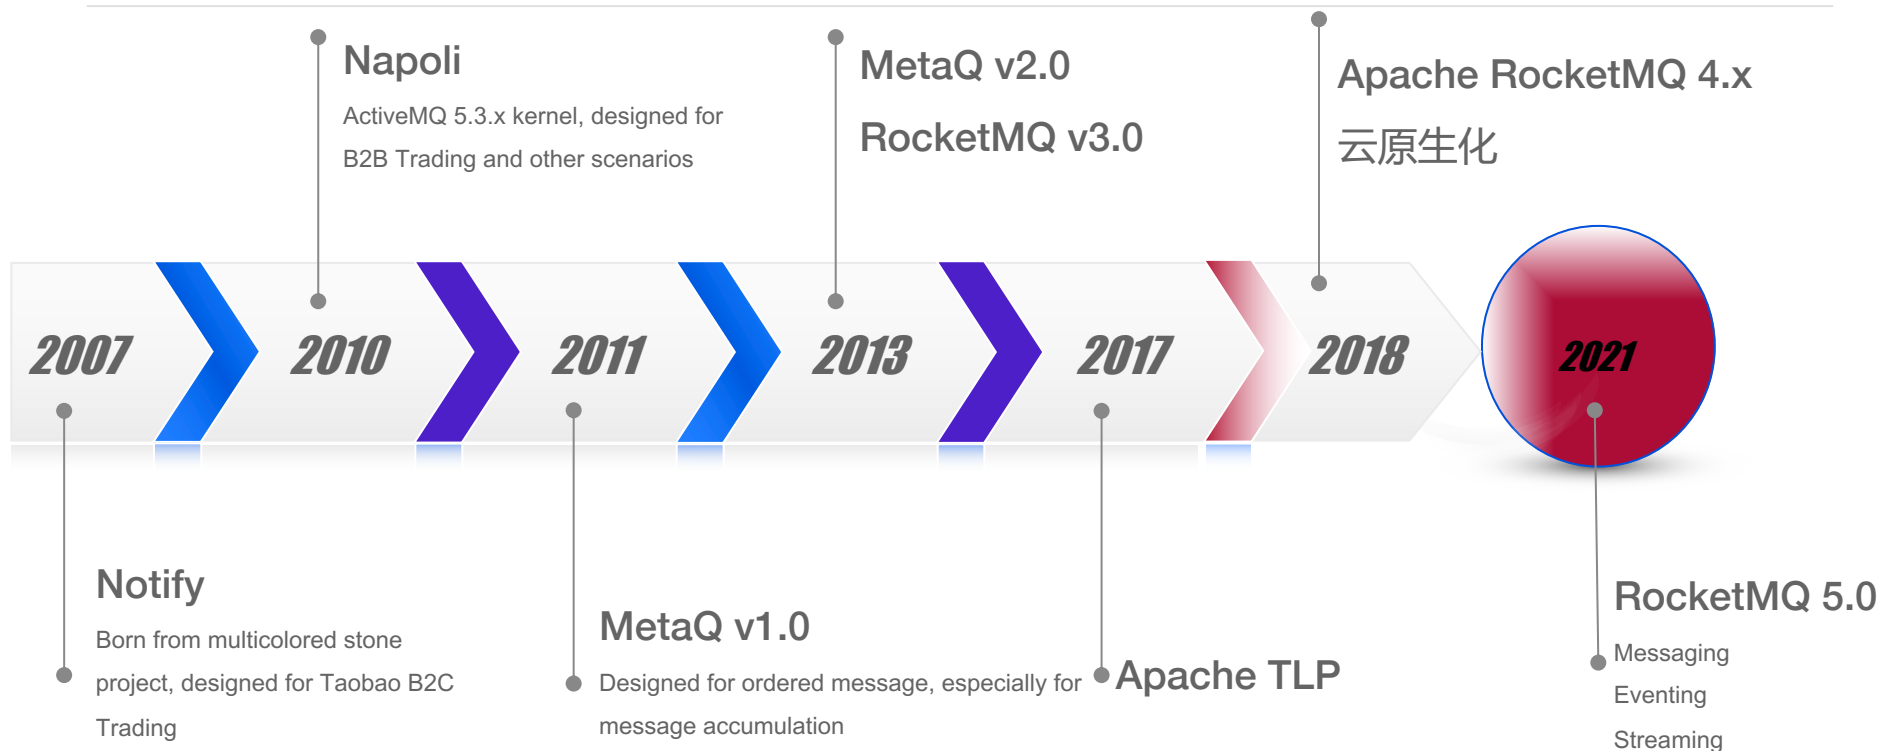 Napoli
ActiveMQ 5.3.x kernel, designed for
B2B Trading and other scenarios
MetaQ v2.0
RocketMQ v3.0
Apache RocketMQ 4.x
云原生化
2007
2010
2011
2013
2017
2018
2021
Notify
Born from multicolored stone
project, designed for Taobao B2C
Trading
MetaQ v1.0
Designed for ordered message, especially for
message accumulation
Apache TLP
RocketMQ 5.0
Messaging
Eventing
Streaming